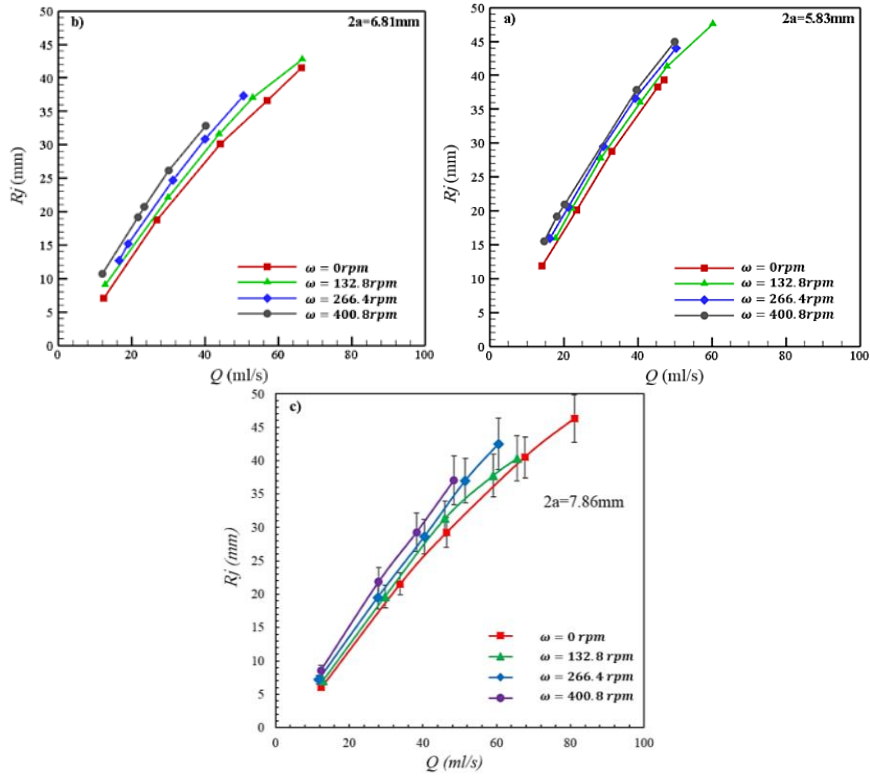 b)
2a=6.81mm
50
45
40
35
30
25
20
15
10
5
0
Rj (mm)
ω = 0rpm
ω = 132.8rpm
ω = 266.4rpm
ω = 400.8rpm
0 20 40 60 80 100
Q (ml/s)
a)
2a=5.83mm
50
45
40
35
30
25
20
15
10
5
0
Rj (mm)
ω = 0rpm
ω = 132.8rpm
ω = 266.4rpm
ω = 400.8rpm
0 20 40 60 80 100
Q (ml/s)
c)
50
45
40
35
30
25
20
15
10
5
0
Rj (mm)
2a=7.86mm
ω = 0 rpm
ω = 132.8 rpm
ω = 266.4 rpm
ω = 400.8 rpm
0 20 40 60 80 100
Q (ml/s)